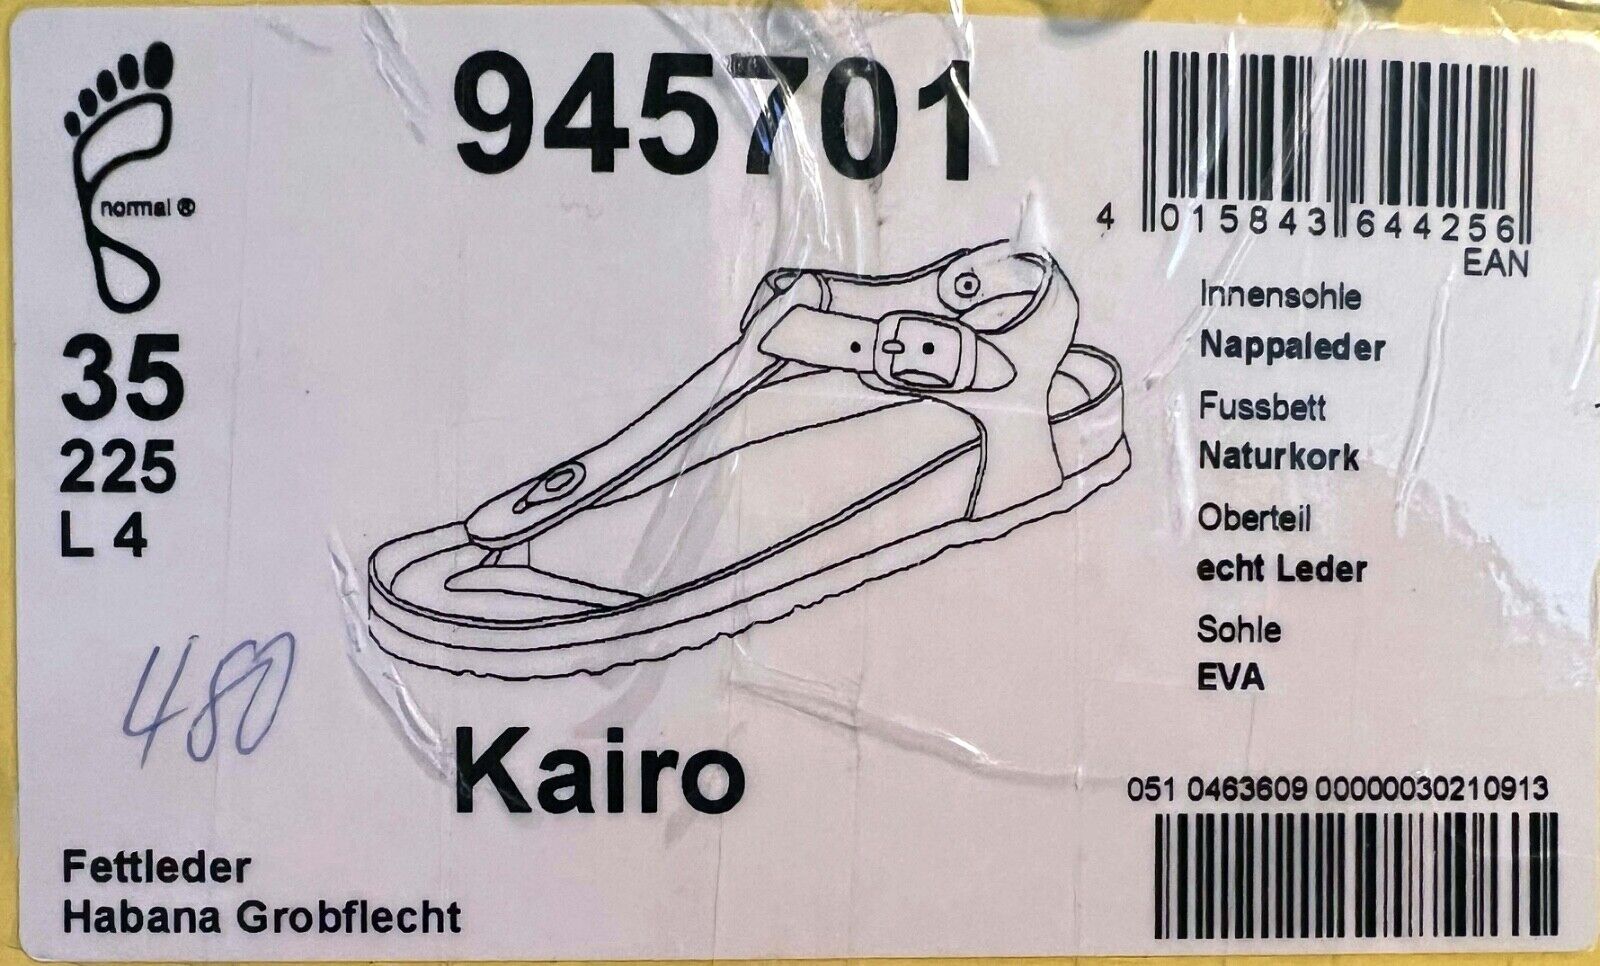 945701
normal ®
35
225
L 4
480
4 015843 644256
EAN
Innensohle
Nappaleder
Fussbett
Naturkork
Oberteil
echt Leder
Sohle
EVA
Kairo
051 0463609 00000030210913
Fettleder
Habana Grobflecht